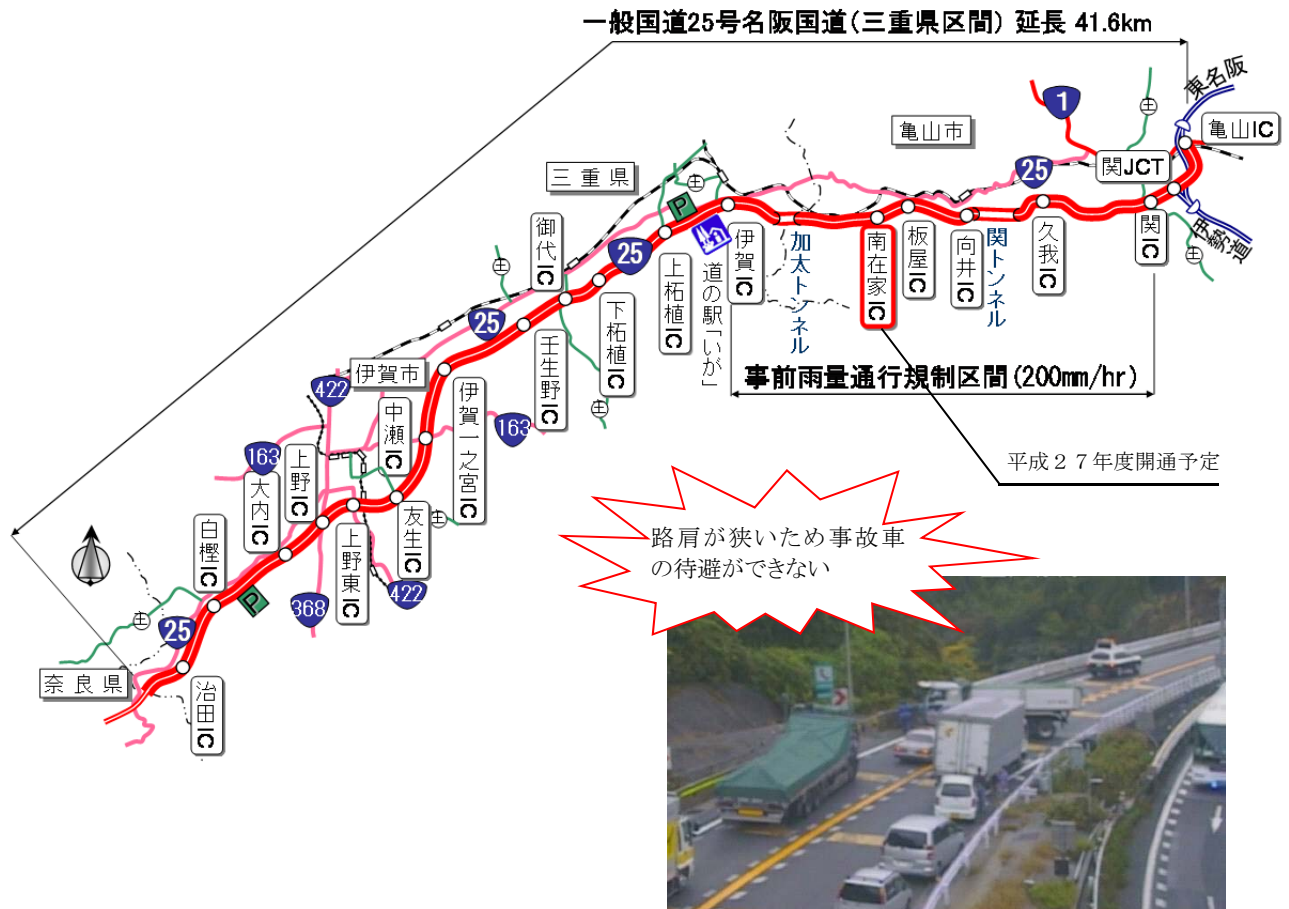 一般国道25号名阪国道(三重県区間) 延長 41.6km
東名阪
1
主
亀山市
亀山IC
関JCT
25
三重県
主
P
御代IC
25
伊賀IC
加太トンネル
南在家IC
板屋IC
向井IC
関トンネル
久我IC
関IC
伊勢道
主
主
上柘植IC
道の駅「いが」
下柘植IC
25
壬生野IC
事前雨量通行規制区間(200mm/hr)
伊賀市
422
中瀬IC
伊賀一之宮IC
163
主
163
上野IC
大内IC
平成27年度開通予定
白樫IC
上野東IC
友生IC
主
路肩が狭いため事故車
の待避ができない
P
368
422
主
25
奈良県
治田IC